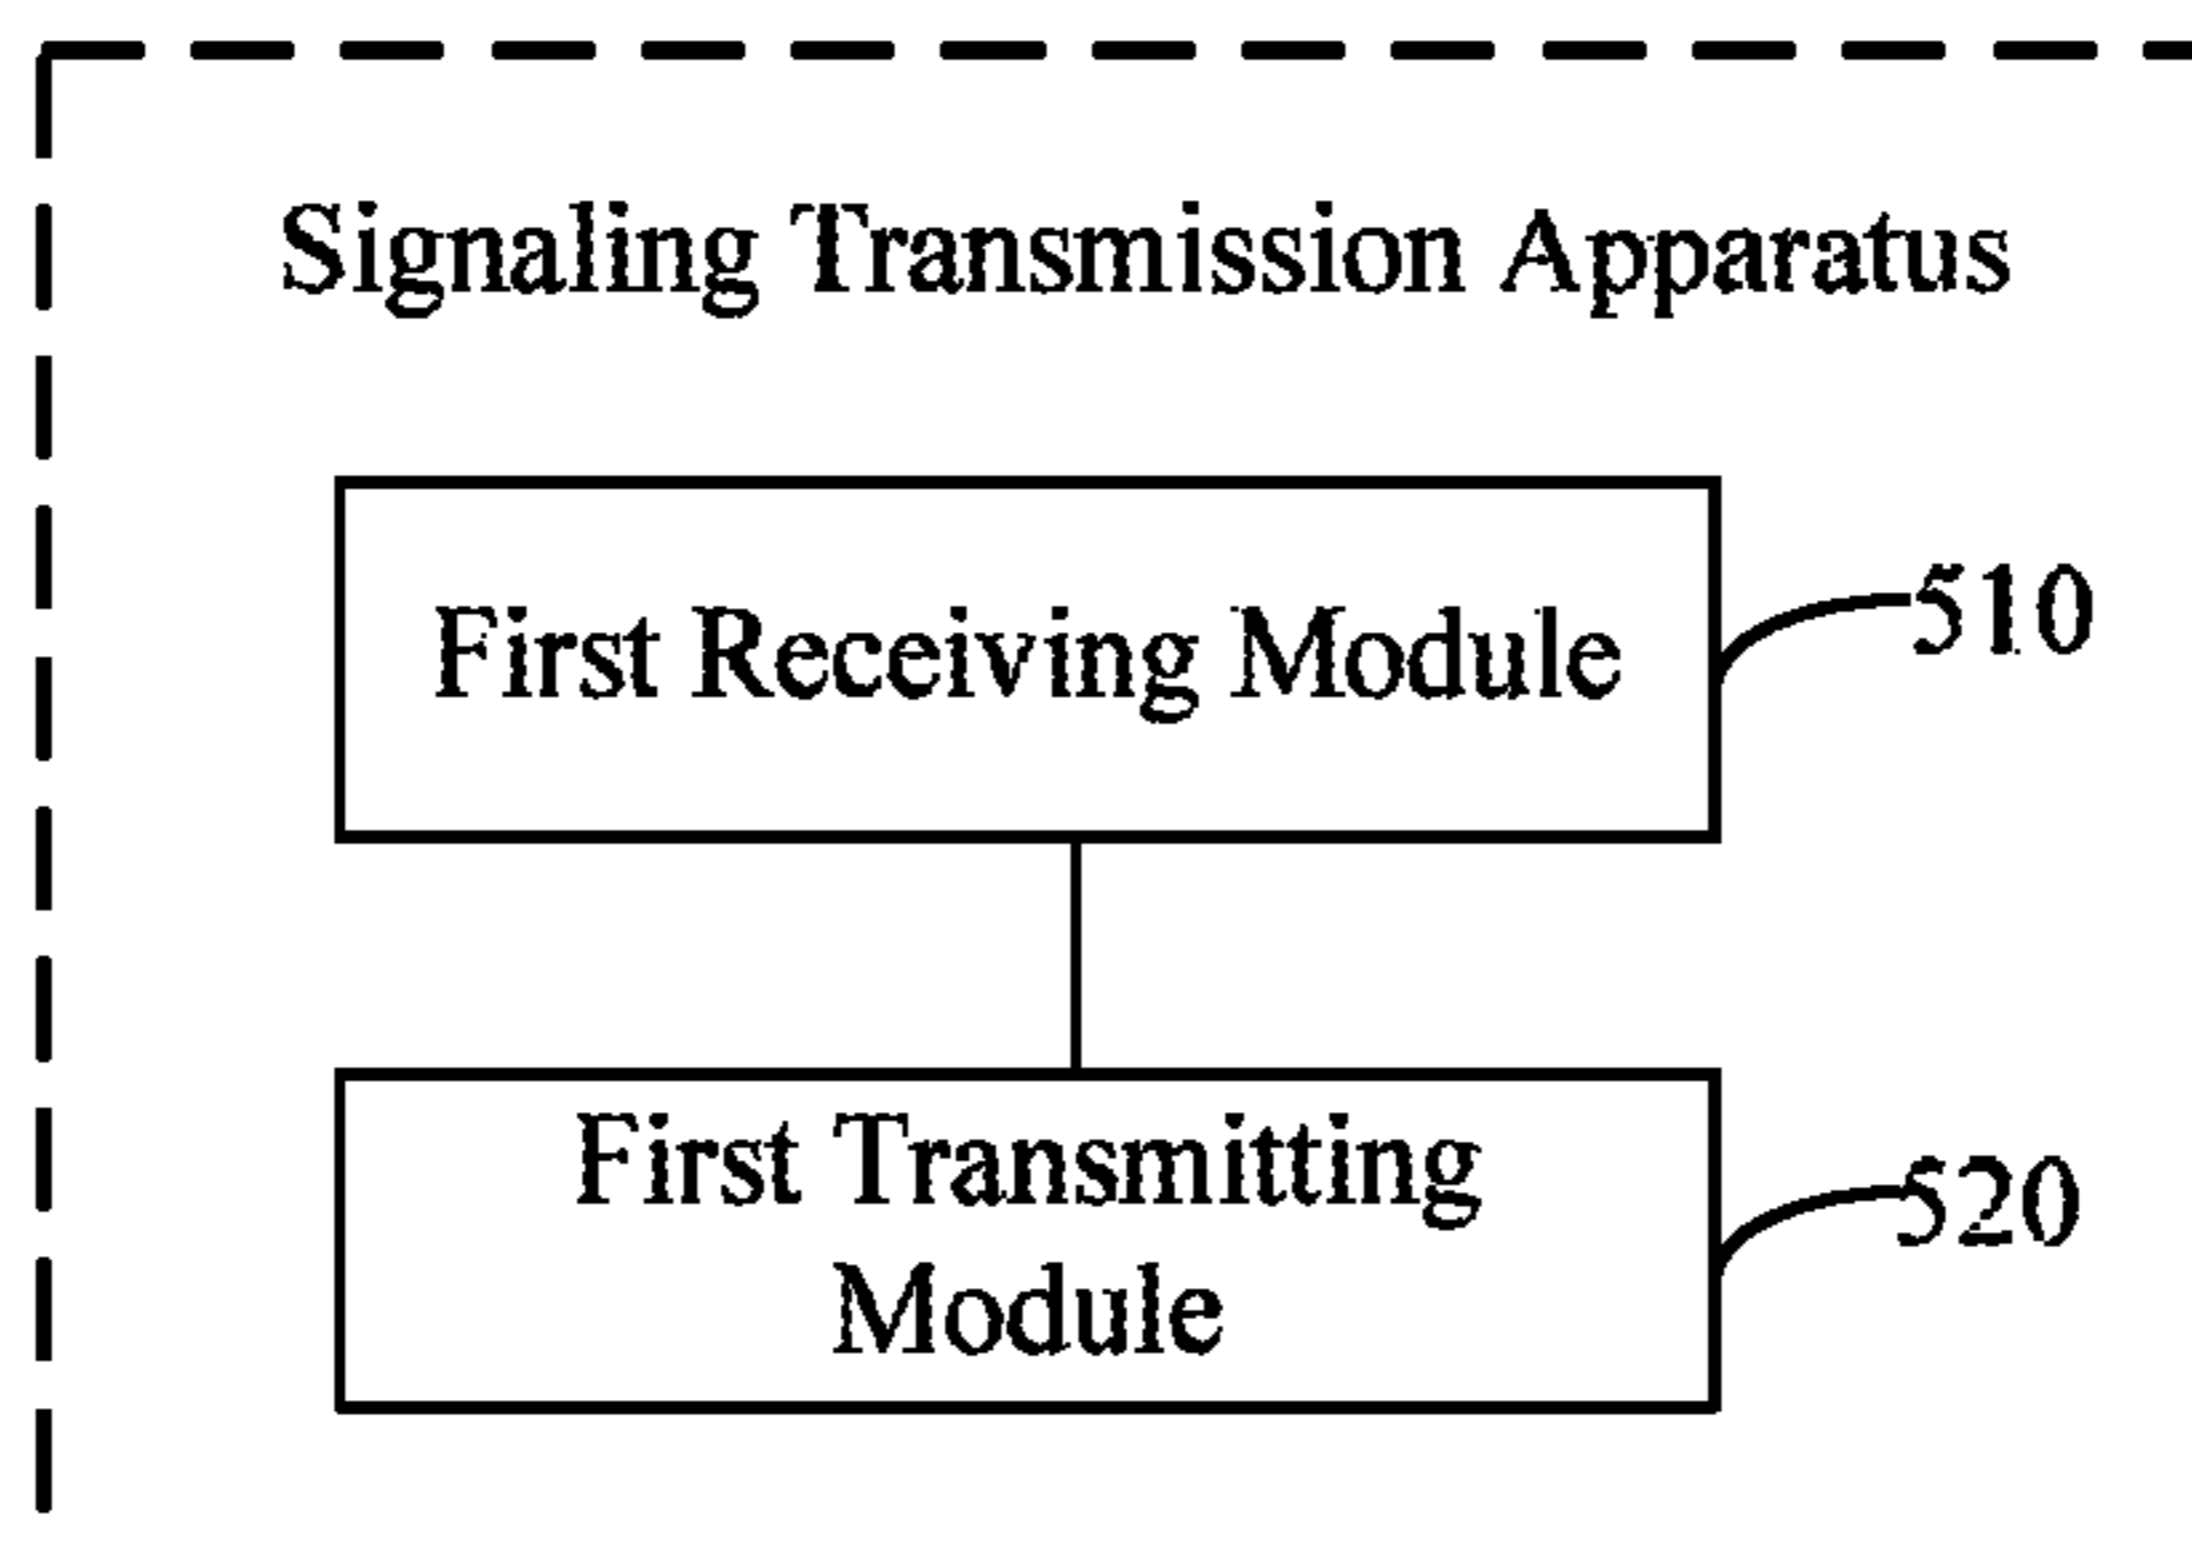 Signaling Transmission Apparatus
First Receiving Module
510
First Transmitting
Module
520